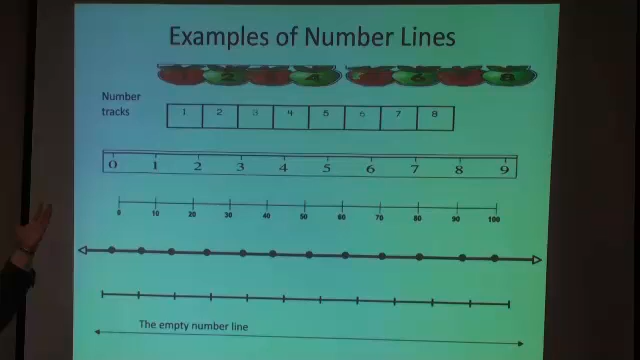 Examples of Number Lines
1 2 3 4 5 6 7 8
Number
tracks
1 2 3 4 5 6 7 8
0 1 2 3 4 5 6 7 8 9
0 10 20 30 40 50 60 70 80 90 100
The empty number line